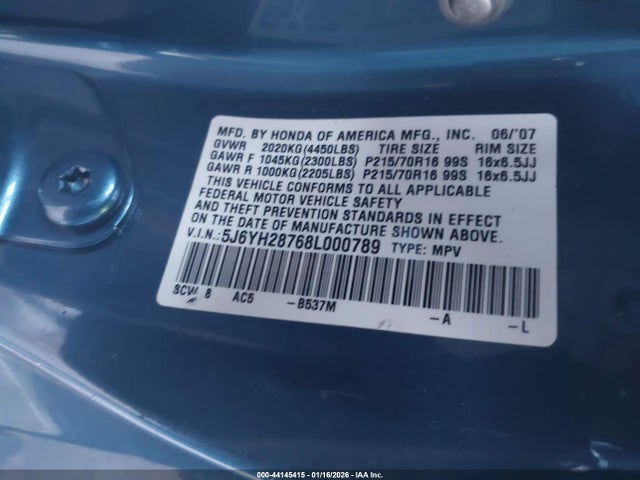 MFD. BY HONDA OF AMERICA MFG., INC. 06/'07
GVWR 2020KG(4450LBS) TIRE SIZE RIM SIZE
GAWR F 1045KG(2300LBS) P215/70R16 99S 16x6.5JJ
GAWR R 1000KG(2205LBS) P215/70R16 99S 16x6.5JJ
THIS VEHICLE CONFORMS TO ALL APPLICABLE
FEDERAL MOTOR VEHICLE SAFETY
AND THEFT PREVENTION STANDARDS IN EFFECT
ON THE DATE OF MANUFACTURE SHOWN ABOVE.
V.I.N.: 5J6YH28768L000789 TYPE: MPV
SCW 8 AC5 -B537M -A -L
000-44145415 - 01/16/2026 - IAA Inc.